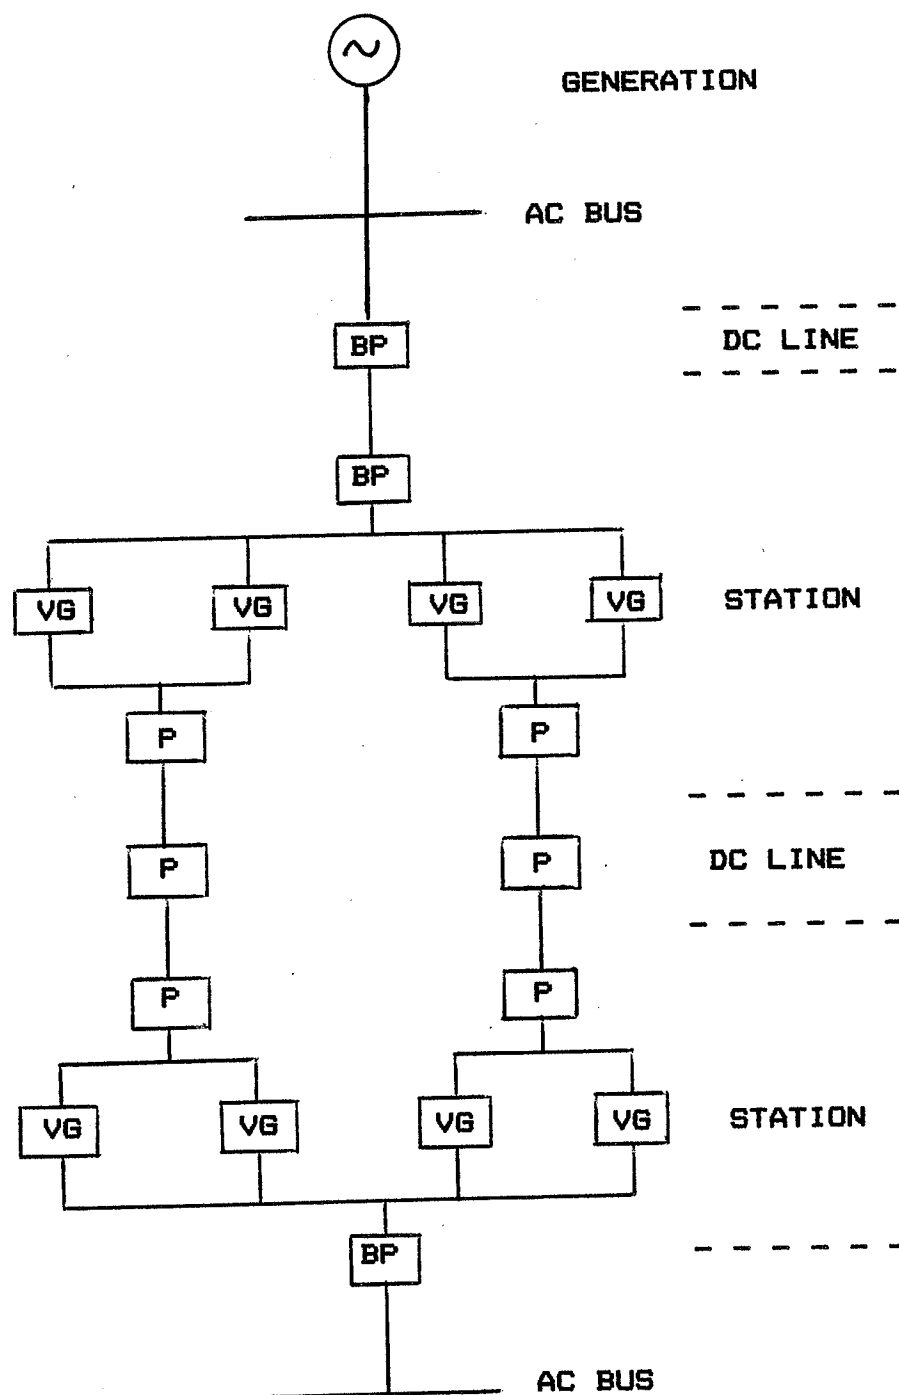 ~
GENERATION
AC BUS
BP
DC LINE
BP
VG VG VG VG STATION
P P
P P DC LINE
P P
VG VG VG VG STATION
BP
AC BUS